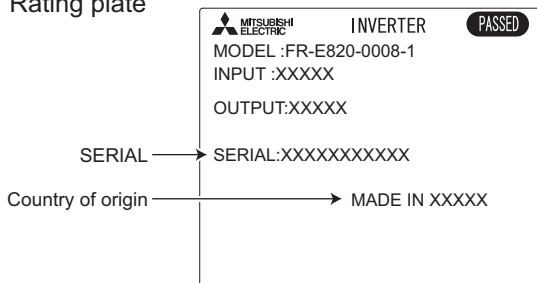 Rating plate
MITSUBISHI ELECTRIC INVERTER PASSED
MODEL :FR-E820-0008-1
INPUT :XXXXX
OUTPUT:XXXXX
SERIAL SERIAL:XXXXXXXXXXX
Country of origin MADE IN XXXXX